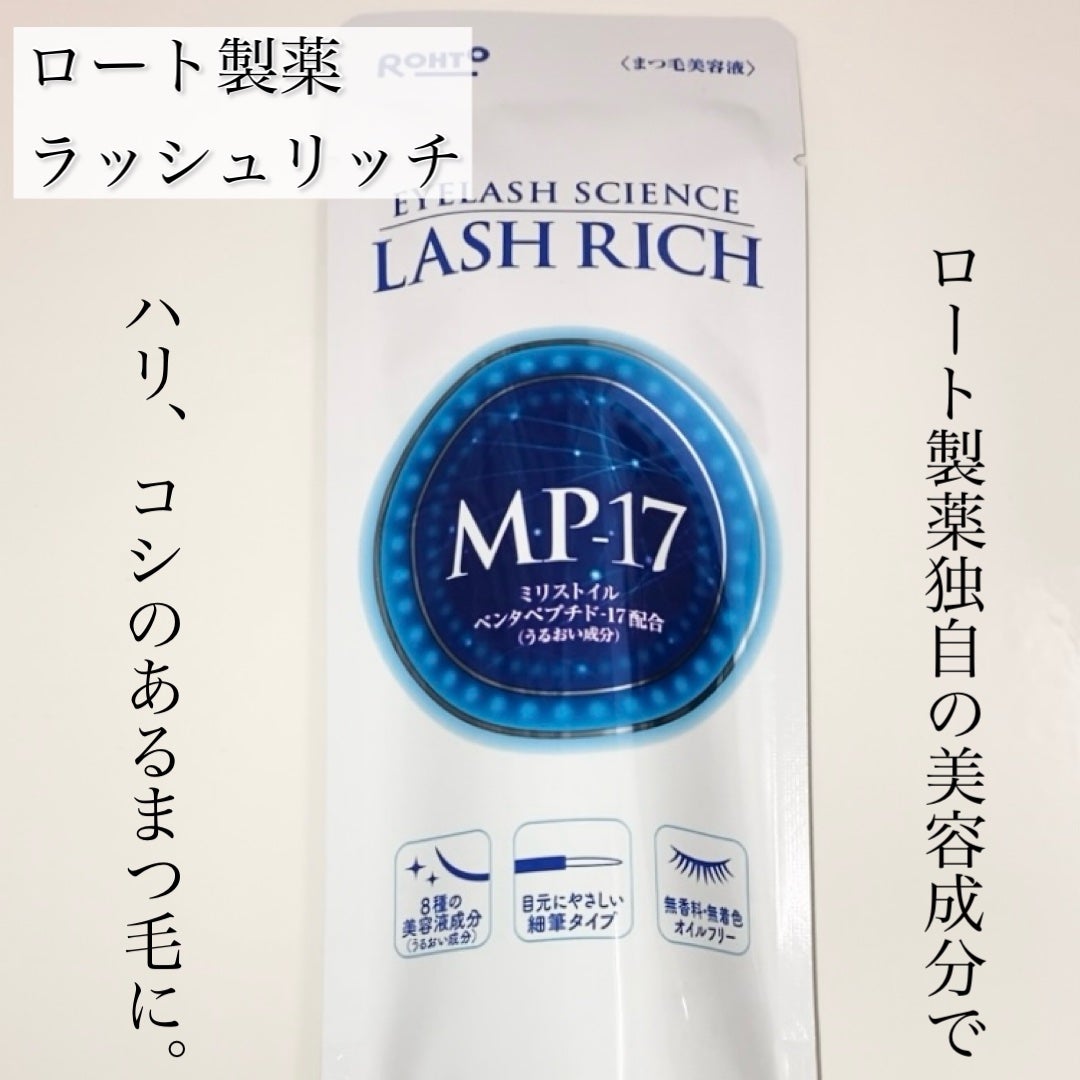 ロート製薬
ラッシュリッチ
ROHTO
〈まつ毛美容液〉
EYELASH SCIENCE
LASH RICH
ロート製薬独自の美容成分で
ハリ、コシのあるまつ毛に。
MP-17
ミリストイル
ペンタペプチド-17配合
(うるおい成分)
8種の
美容液成分
(うるおい成分)
目元にやさしい
細筆タイプ
無香料・無着色
オイルフリー